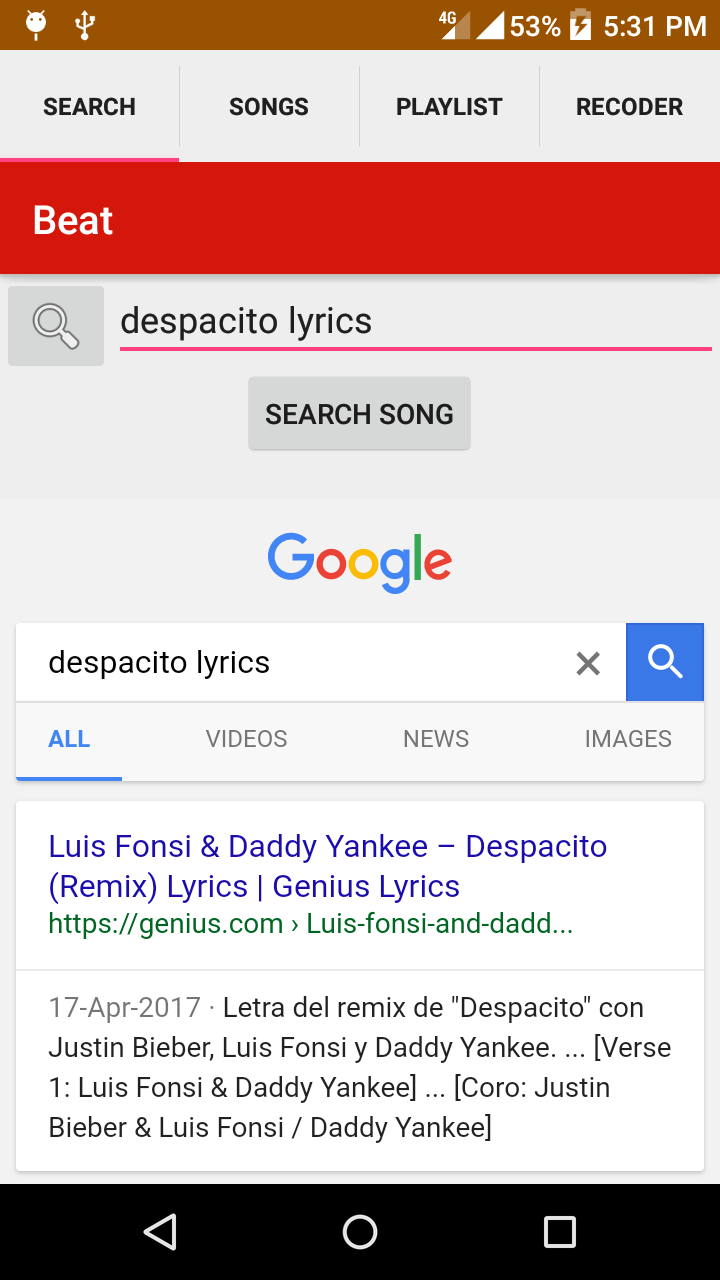 4G 53% 5:31 PM
SEARCH SONGS PLAYLIST RECODER
Beat
despacito lyrics
SEARCH SONG
Google
despacito lyrics
ALL VIDEOS NEWS IMAGES
Luis Fonsi & Daddy Yankee – Despacito
(Remix) Lyrics | Genius Lyrics
https://genius.com › Luis-fonsi-and-dadd...
17-Apr-2017 · Letra del remix de "Despacito" con
Justin Bieber, Luis Fonsi y Daddy Yankee. ... [Verse
1: Luis Fonsi & Daddy Yankee] ... [Coro: Justin
Bieber & Luis Fonsi / Daddy Yankee]